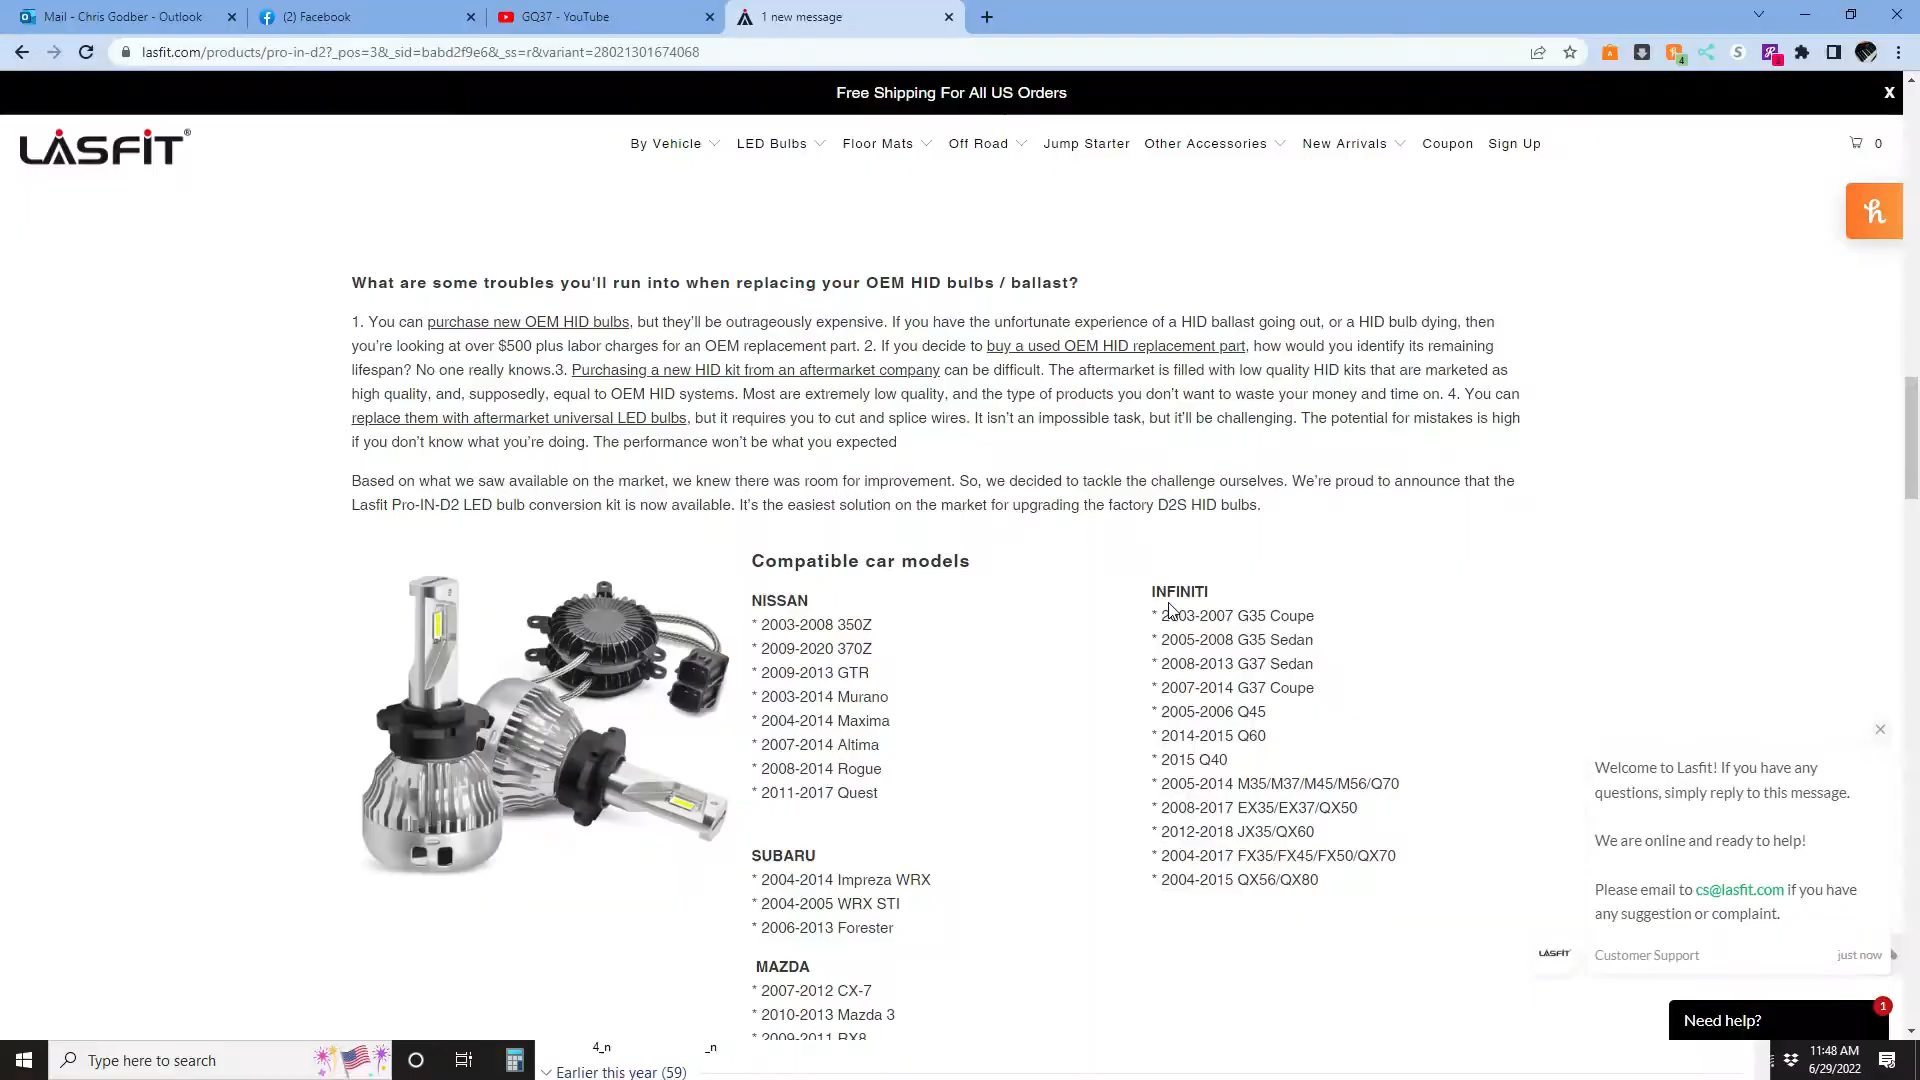 Mail - Chris Godber - Outlook
(2) Facebook
GQ37 - YouTube
1 new message
lasfit.com/products/pro-in-d2?_pos=3&_sid=babd2f9e6&_ss=r&variant=28021301674068
4
Free Shipping For All US Orders
X
LASFIT®
By Vehicle
LED Bulbs
Floor Mats
Off Road
Jump Starter
Other Accessories
New Arrivals
Coupon
Sign Up
0
What are some troubles you'll run into when replacing your OEM HID bulbs / ballast?
1. You can purchase new OEM HID bulbs, but they’ll be outrageously expensive. If you have the unfortunate experience of a HID ballast going out, or a HID bulb dying, then
you’re looking at over $500 plus labor charges for an OEM replacement part. 2. If you decide to buy a used OEM HID replacement part, how would you identify its remaining
lifespan? No one really knows.3. Purchasing a new HID kit from an aftermarket company can be difficult. The aftermarket is filled with low quality HID kits that are marketed as
high quality, and, supposedly, equal to OEM HID systems. Most are extremely low quality, and the type of products you don’t want to waste your money and time on. 4. You can
replace them with aftermarket universal LED bulbs, but it requires you to cut and splice wires. It isn’t an impossible task, but it’ll be challenging. The potential for mistakes is high
if you don’t know what you’re doing. The performance won’t be what you expected
Based on what we saw available on the market, we knew there was room for improvement. So, we decided to tackle the challenge ourselves. We’re proud to announce that the
Lasfit Pro-IN-D2 LED bulb conversion kit is now available. It’s the easiest solution on the market for upgrading the factory D2S HID bulbs.
Compatible car models
NISSAN
* 2003-2008 350Z
* 2009-2020 370Z
* 2009-2013 GTR
* 2003-2014 Murano
* 2004-2014 Maxima
* 2007-2014 Altima
* 2008-2014 Rogue
* 2011-2017 Quest
SUBARU
* 2004-2014 Impreza WRX
* 2004-2005 WRX STI
* 2006-2013 Forester
MAZDA
* 2007-2012 CX-7
* 2010-2013 Mazda 3
* 2009-2011 RX8
INFINITI
* 2003-2007 G35 Coupe
* 2005-2008 G35 Sedan
* 2008-2013 G37 Sedan
* 2007-2014 G37 Coupe
* 2005-2006 Q45
* 2014-2015 Q60
* 2015 Q40
* 2005-2014 M35/M37/M45/M56/Q70
* 2008-2017 EX35/EX37/QX50
* 2012-2018 JX35/QX60
* 2004-2017 FX35/FX45/FX50/QX70
* 2004-2015 QX56/QX80
Welcome to Lasfit! If you have any
questions, simply reply to this message.
We are online and ready to help!
Please email to cs@lasfit.com if you have
any suggestion or complaint.
LASFIT
Customer Support
just now
Need help?
1
Type here to search
4_n
_n
Earlier this year (59)
11:48 AM
6/29/2022